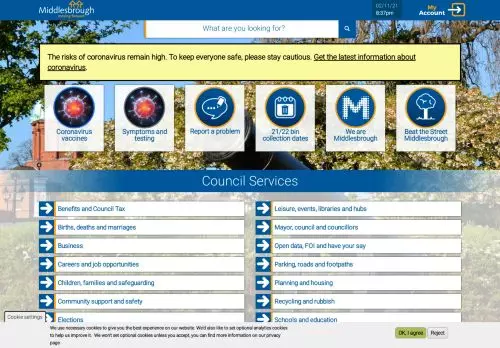 Middlesbrough
moving forward
02/11/21
8:37pm
My
Account
What are you looking for?
The risks of coronavirus remain high. To keep everyone safe, please stay cautious. Get the latest information about
coronavirus.
Coronavirus
vaccines
Symptoms and
testing
Report a problem
21/22 bin
collection dates
We are
Middlesbrough
Beat the Street
Middlesbrough
Council Services
Benefits and Council Tax
Leisure, events, libraries and hubs
Births, deaths and marriages
Mayor, council and councillors
Business
Open data, FOI and have your say
Careers and job opportunities
Parking, roads and footpaths
Children, families and safeguarding
Planning and housing
Community support and safety
Recycling and rubbish
Elections
Schools and education
Cookie settings
We use necessary cookies to give you the best experience on our website. We'd also like to set optional analytics cookies
to help us improve it. We won't set optional cookies unless you accept, you can find more information on our privacy
page
OK, I agree
Reject